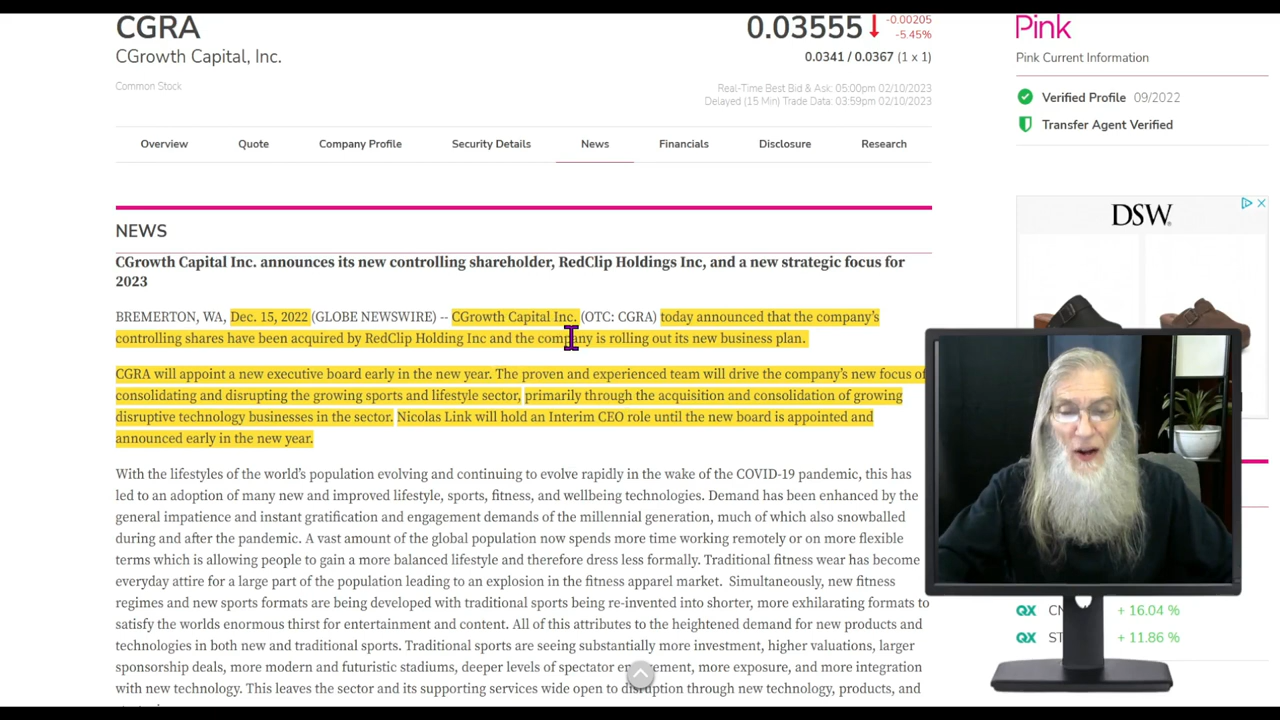 CGRA
CGrowth Capital, Inc.
Common Stock
0.03555 -0.00205
-5.45%
0.0341 / 0.0367 (1 x 1)
Real-Time Best Bid & Ask: 05:00pm 02/10/2023
Delayed (15 Min) Trade Data: 03:59pm 02/10/2023
Pink
Pink Current Information
Verified Profile 09/2022
Transfer Agent Verified
Overview Quote Company Profile Security Details News Financials Disclosure Research
DSW
NEWS
CGrowth Capital Inc. announces its new controlling shareholder, RedClip Holdings Inc, and a new strategic focus for
2023
BREMERTON, WA, Dec. 15, 2022 (GLOBE NEWSWIRE) -- CGrowth Capital Inc. (OTC: CGRA) today announced that the company's
controlling shares have been acquired by RedClip Holding Inc and the company is rolling out its new business plan.
CGRA will appoint a new executive board early in the new year. The proven and experienced team will drive the company's new focus of
consolidating and disrupting the growing sports and lifestyle sector, primarily through the acquisition and consolidation of growing
disruptive technology businesses in the sector. Nicolas Link will hold an Interim CEO role until the new board is appointed and
announced early in the new year.
With the lifestyles of the world's population evolving and continuing to evolve rapidly in the wake of the COVID-19 pandemic, this has
led to an adoption of many new and improved lifestyle, sports, fitness, and wellbeing technologies. Demand has been enhanced by the
general impatience and instant gratification and engagement demands of the millennial generation, much of which also snowballed
during and after the pandemic. A vast amount of the global population now spends more time working remotely or on more flexible
terms which is allowing people to gain a more balanced lifestyle and therefore dress less formally. Traditional fitness wear has become
everyday attire for a large part of the population leading to an explosion in the fitness apparel market. Simultaneously, new fitness
regimes and new sports formats are being developed with traditional sports being re-invented into shorter, more exhilarating formats to
satisfy the worlds enormous thirst for entertainment and content. All of this attributes to the heightened demand for new products and
technologies in both new and traditional sports. Traditional sports are seeing substantially more investment, higher valuations, larger
sponsorship deals, more modern and futuristic stadiums, deeper levels of spectator engagement, more exposure, and more integration
with new technology. This leaves the sector and its supporting services wide open to disruption through new technology, products, and
QX + 16.04 %
QX + 11.86 %